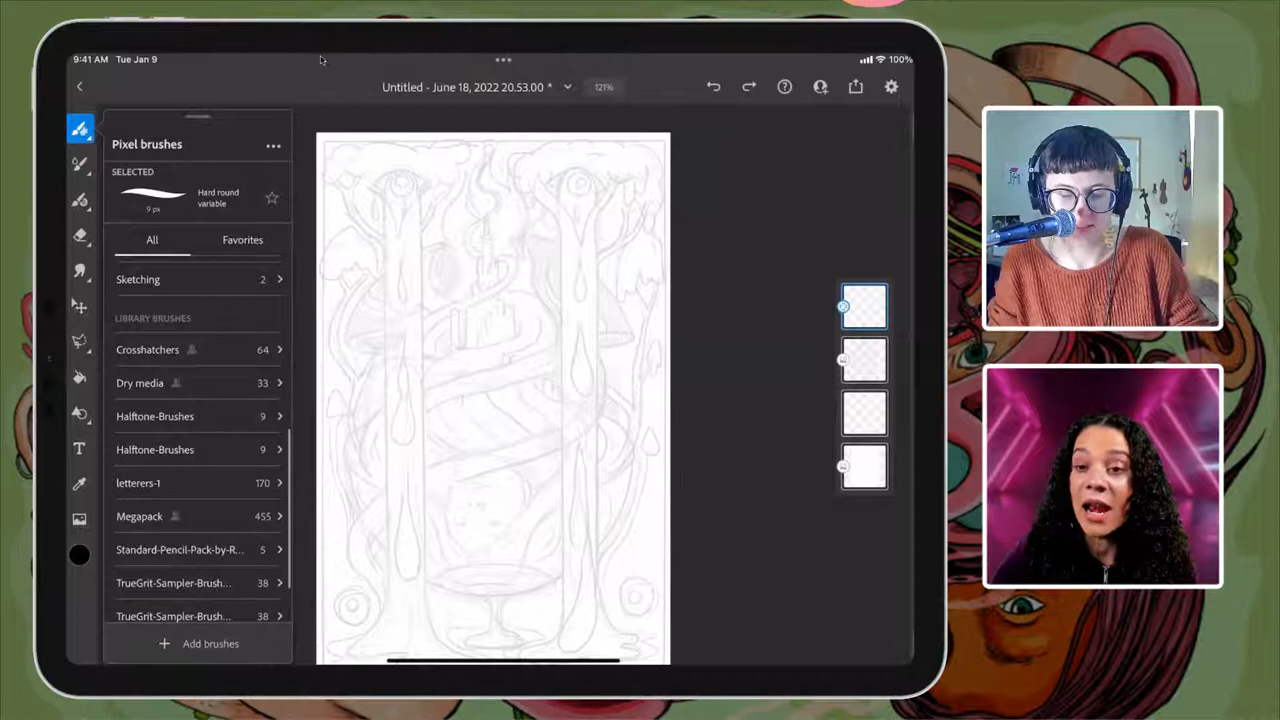 9:41 AM Tue Jan 9
100%
Untitled - June 18, 2022 20.53.00 *
121%
Pixel brushes
SELECTED
Hard round
variable
9 px
All
Favorites
Sketching 2
LIBRARY BRUSHES
Crosshatchers 64
Dry media 33
Halftone-Brushes 9
Halftone-Brushes 9
letterers-1 170
Megapack 455
Standard-Pencil-Pack-by-R... 5
TrueGrit-Sampler-Brush... 38
TrueGrit-Sampler-Brush... 38
+ Add brushes